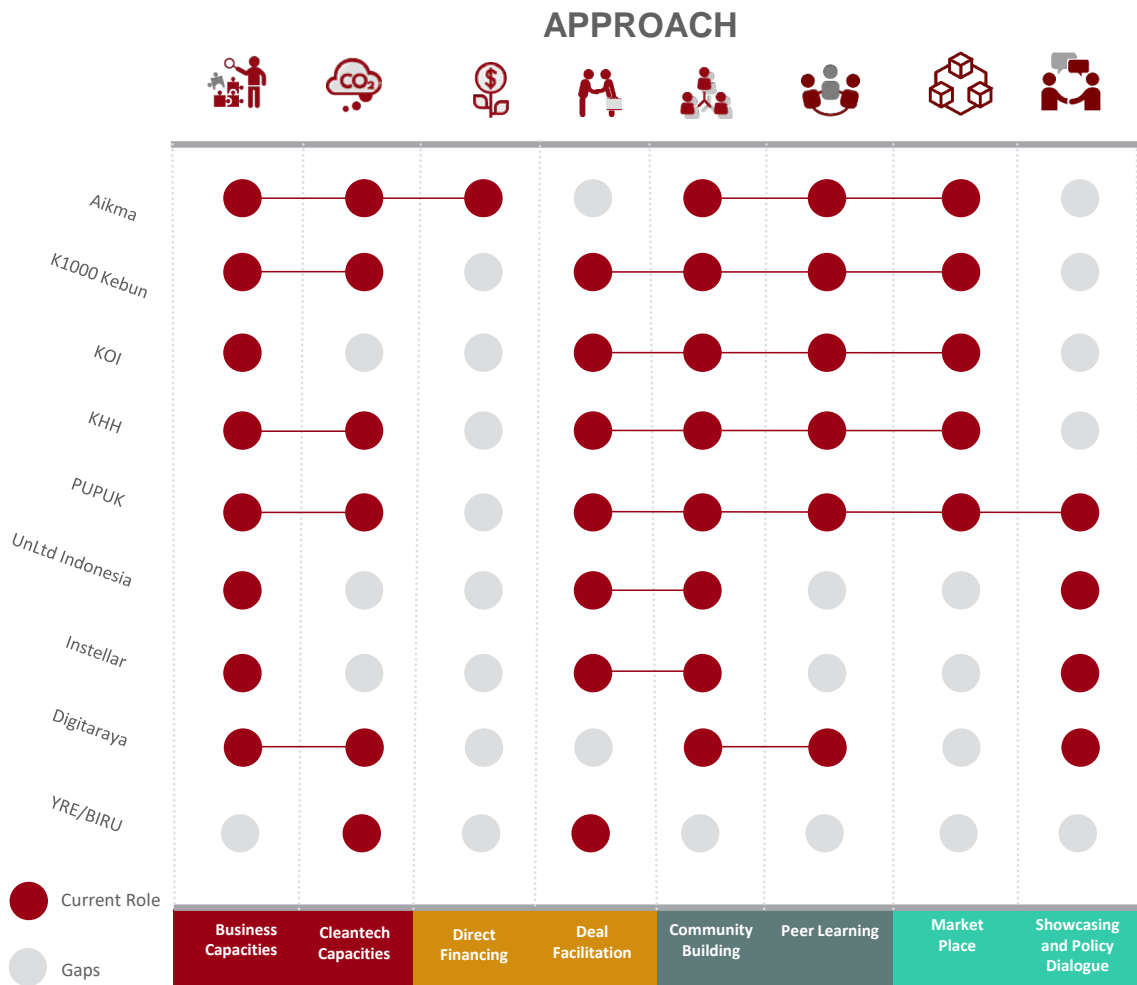 APPROACH
CO2
$
Aikma
K1000 Kebun
KOI
KHH
PUPUK
UnLtd Indonesia
Instellar
Digitaraya
YRE/BIRU
Current Role
Gaps
Business
Capacities
Cleantech
Capacities
Direct
Financing
Deal
Facilitation
Community
Building
Peer Learning
Market
Place
Showcasing
and Policy
Dialogue